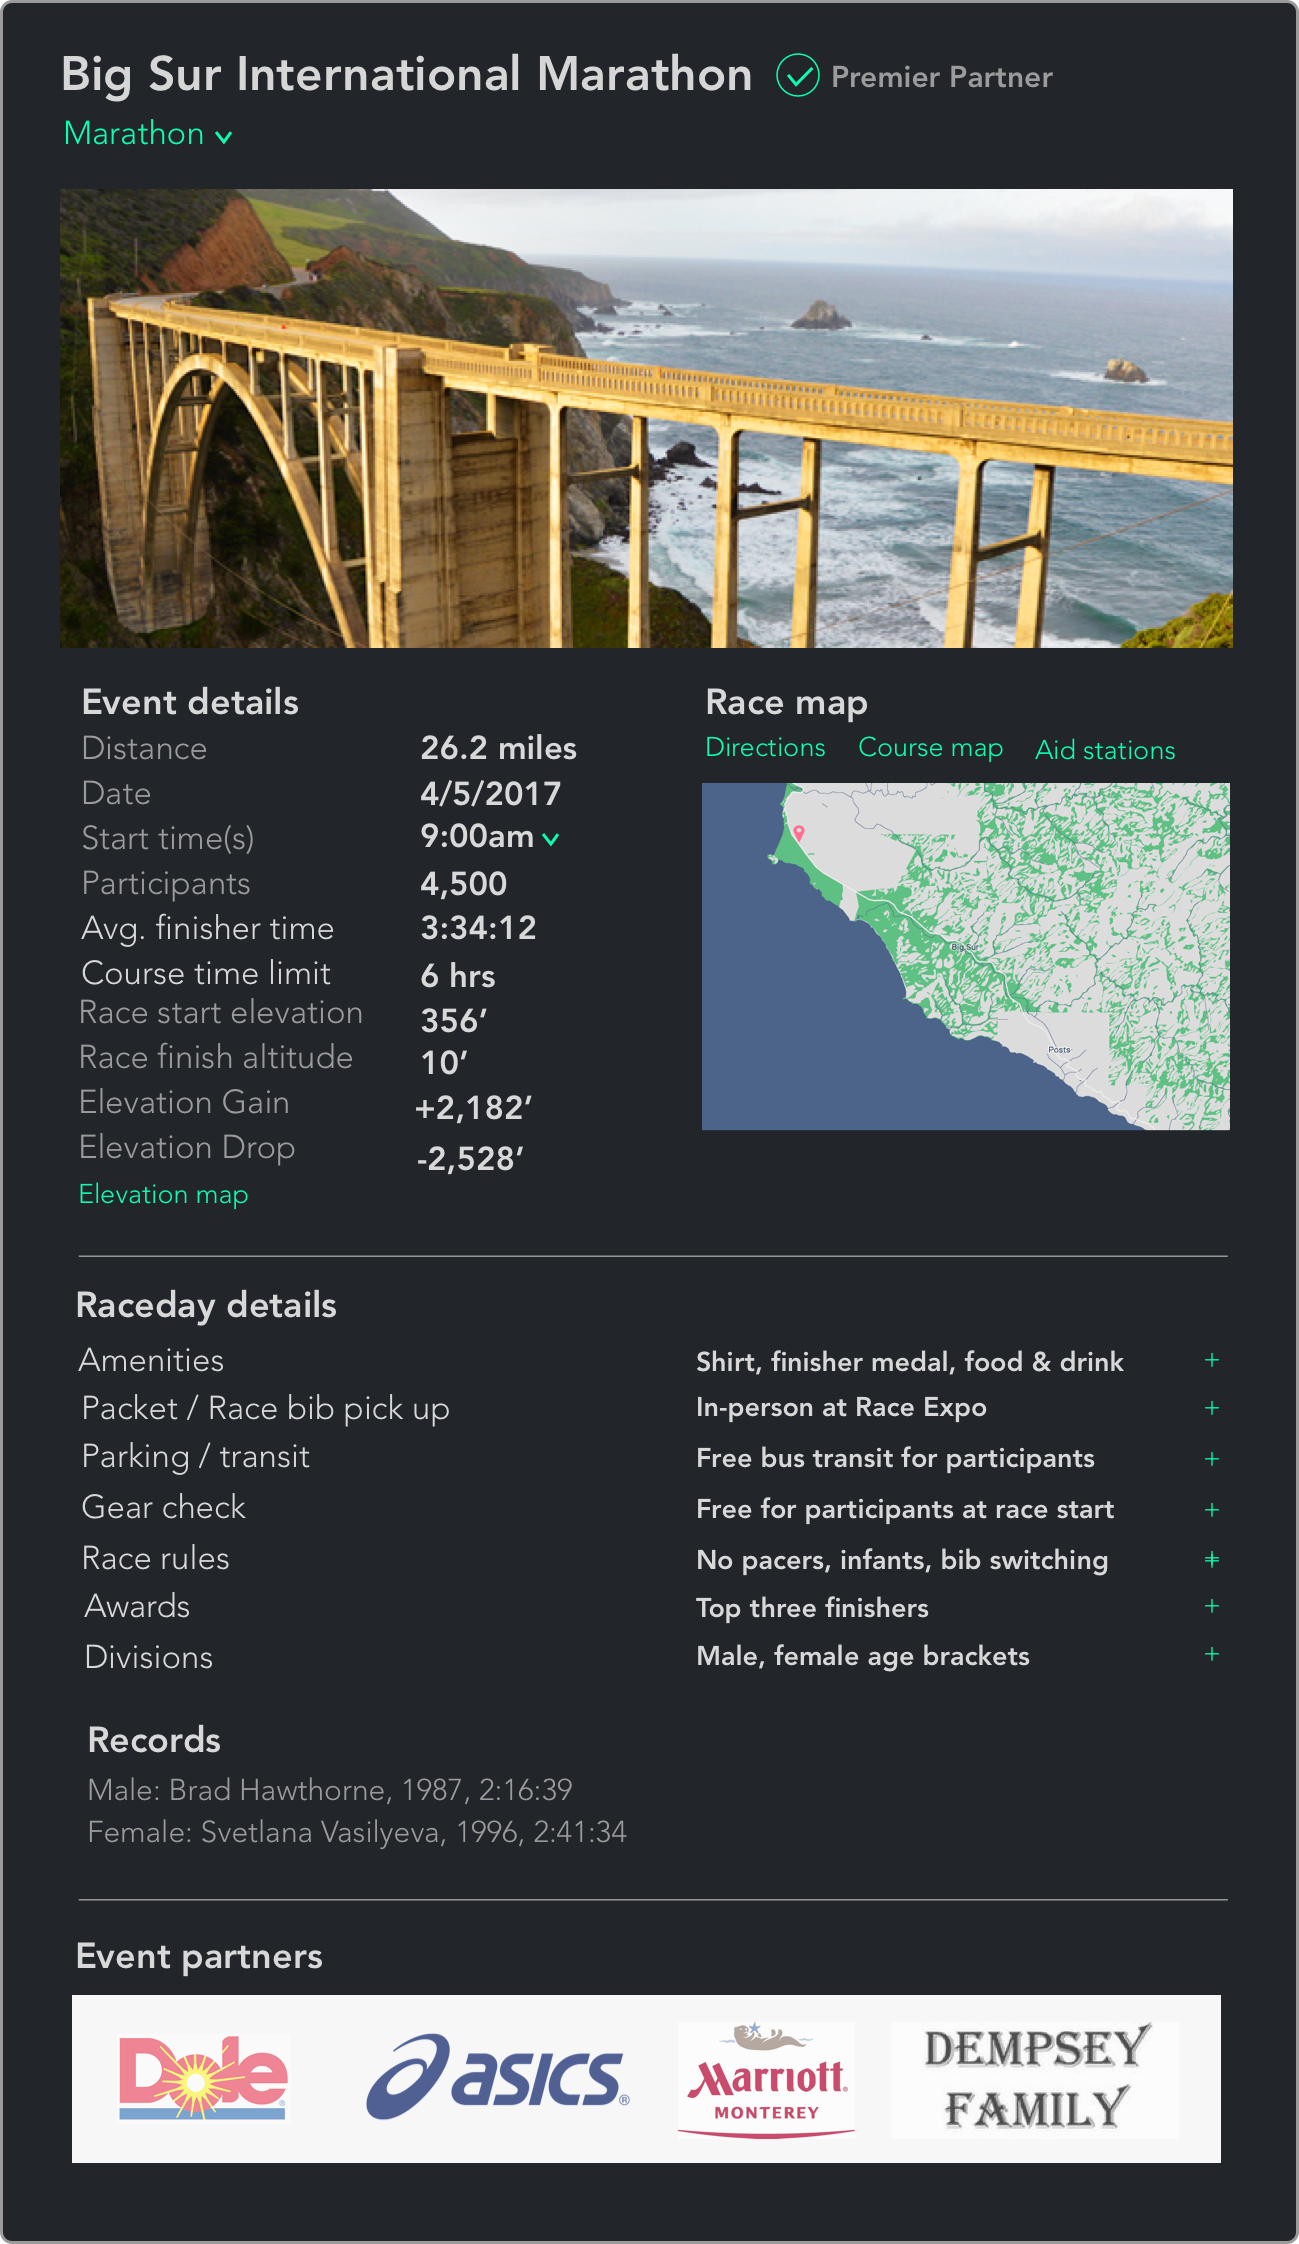 Big Sur International Marathon
Premier Partner
Marathon
Event details
Distance 26.2 miles
Date 4/5/2017
Start time(s) 9:00am
Participants 4,500
Avg. finisher time 3:34:12
Course time limit 6 hrs
Race start elevation 356’
Race finish altitude 10’
Elevation Gain +2,182’
Elevation Drop -2,528’
Elevation map
Race map
Directions Course map Aid stations
Big Sur
Posts
Raceday details
Amenities Shirt, finisher medal, food & drink +
Packet / Race bib pick up In-person at Race Expo +
Parking / transit Free bus transit for participants +
Gear check Free for participants at race start +
Race rules No pacers, infants, bib switching +
Awards Top three finishers +
Divisions Male, female age brackets +
Records
Male: Brad Hawthorne, 1987, 2:16:39
Female: Svetlana Vasilyeva, 1996, 2:41:34
Event partners
Dole®
asics®
Marriott®
MONTEREY
DEMPSEY
FAMILY